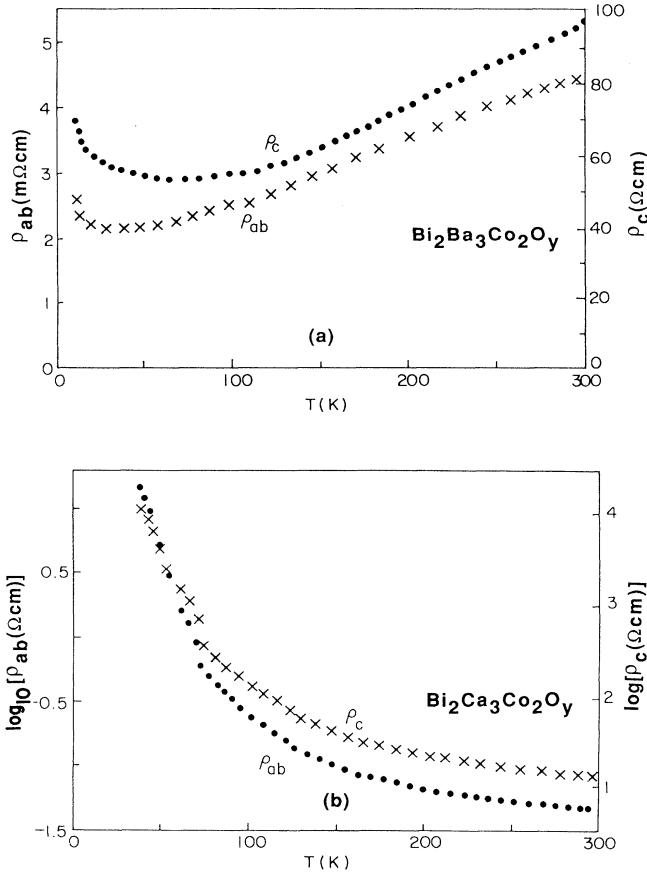 5
4
3
2
1
0
ρab(mΩcm)
100
80
60
40
20
0
ρc(Ωcm)
ρc
ρab
Bi2Ba3Co2Oy
(a)
0 100 200 300
T(K)
0.5
-0.5
-1.5
log10[ρab(Ωcm)]
4
3
2
1
log[ρc(Ωcm)]
Bi2Ca3Co2Oy
ρc
ρab
(b)
0 100 200 300
T(K)